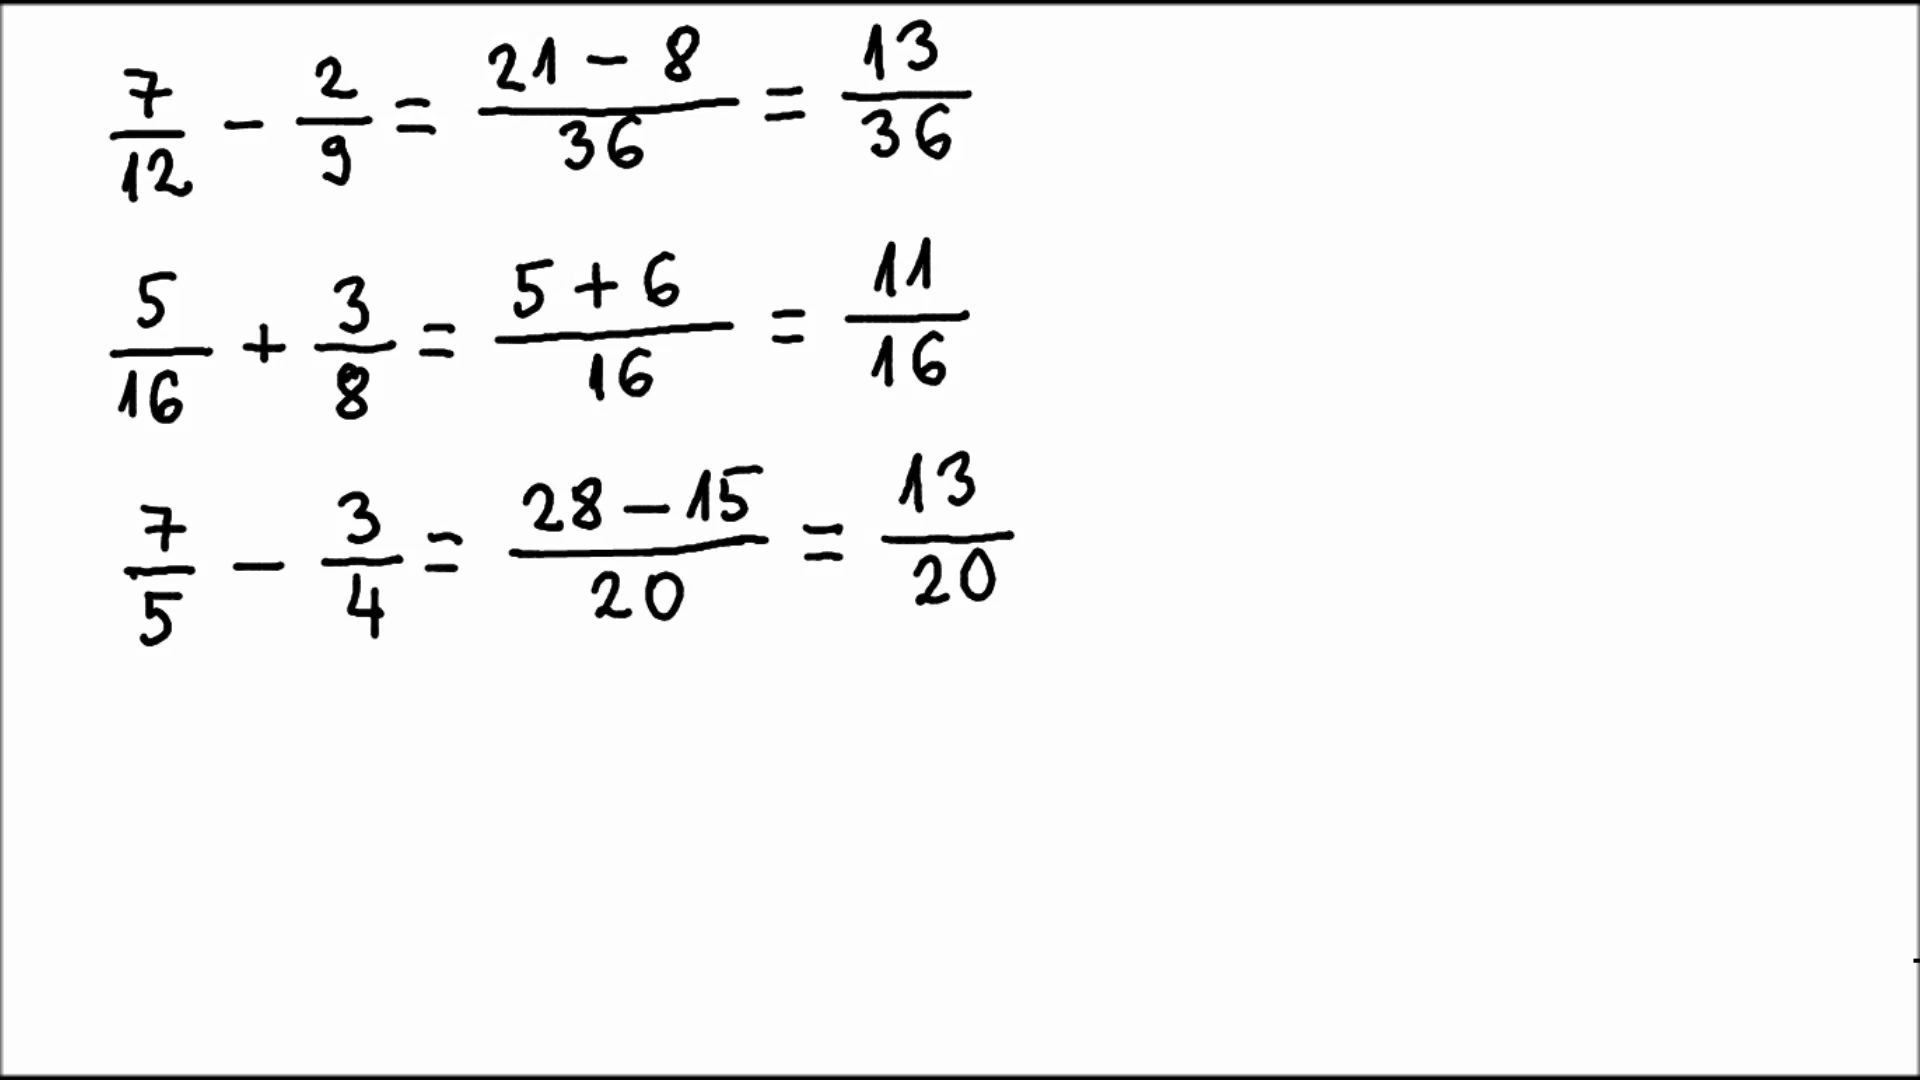 7/12 - 2/9 = (21 - 8)/36 = 13/36
5/16 + 3/8 = (5 + 6)/16 = 11/16
7/5 - 3/4 = (28 - 15)/20 = 13/20